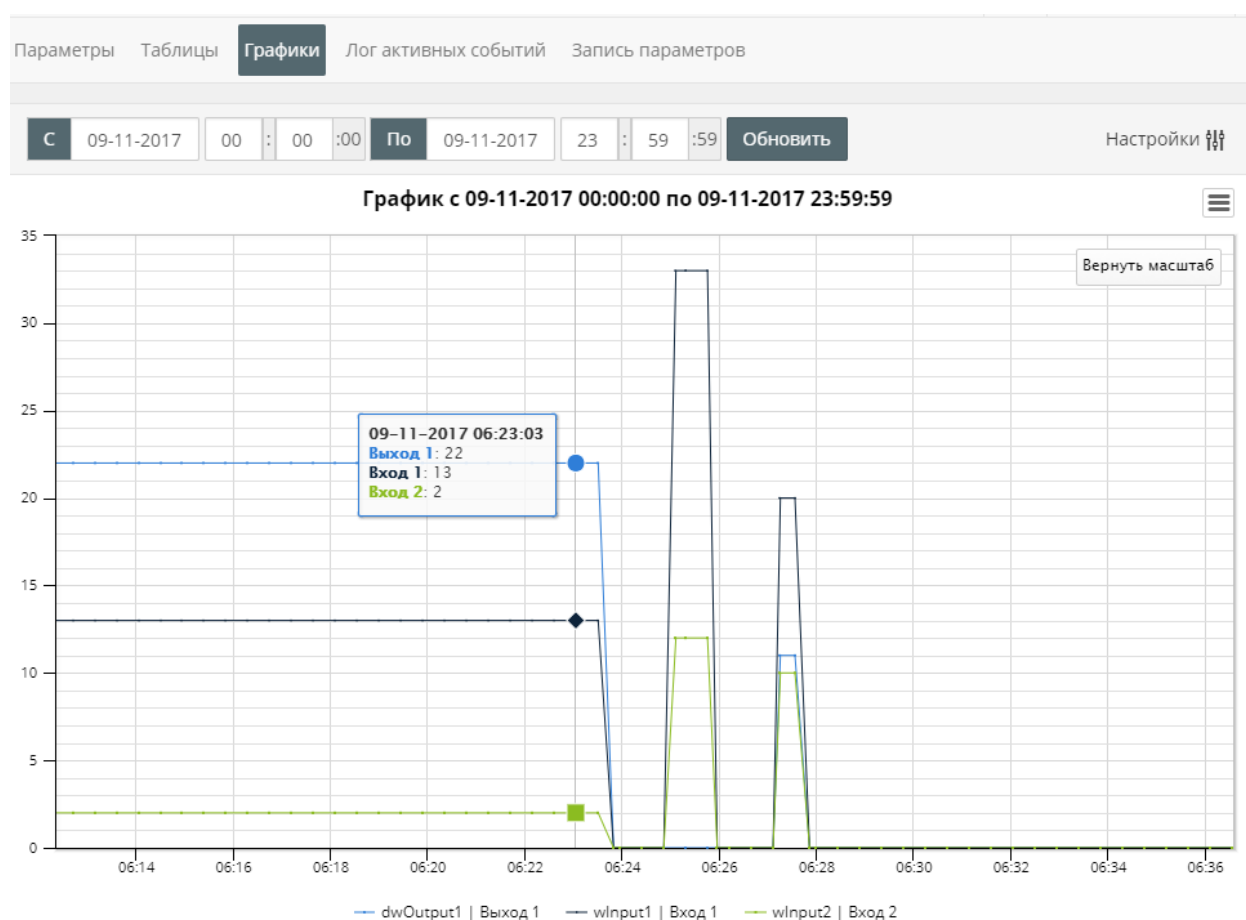 Параметры Таблицы Графики Лог активных событий Запись параметров
С 09-11-2017 00 : 00 :00 По 09-11-2017 23 : 59 :59 Обновить Настройки
График с 09-11-2017 00:00:00 по 09-11-2017 23:59:59
Вернуть масштаб
35
30
25
20
15
10
5
0
09-11-2017 06:23:03
Выход 1: 22
Вход 1: 13
Вход 2: 2
06:14 06:16 06:18 06:20 06:22 06:24 06:26 06:28 06:30 06:32 06:34 06:36
dwOutput1 | Выход 1 wInput1 | Вход 1 wInput2 | Вход 2